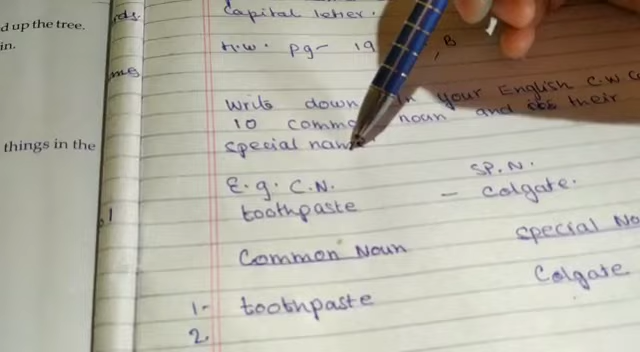 d up the tree.
in.
things in the
Capital letter.
H.W. pg- 19 , B
Write down your English C.W
10 common noun and their
special name
E.g. C.N. SP.N.
toothpaste - Colgate.
Common Noun Special No
1- toothpaste Colgate
2.